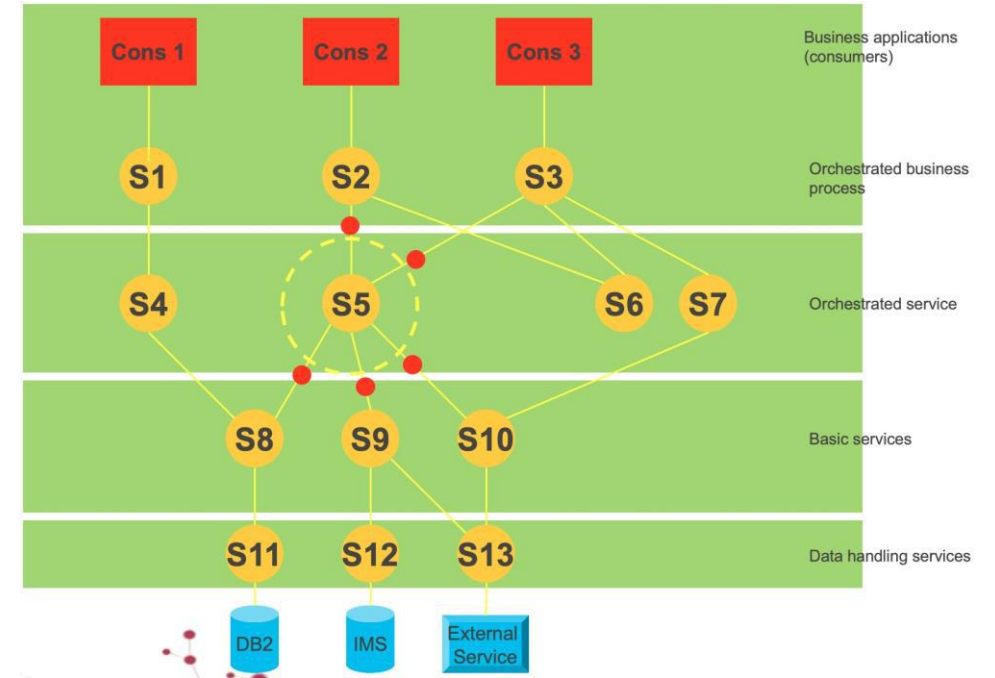 Cons 1
Cons 2
Cons 3
Business applications
(consumers)
S1
S2
S3
Orchestrated business
process
S4
S5
S6
S7
Orchestrated service
S8
S9
S10
Basic services
S11
S12
S13
Data handling services
DB2
IMS
External
Service